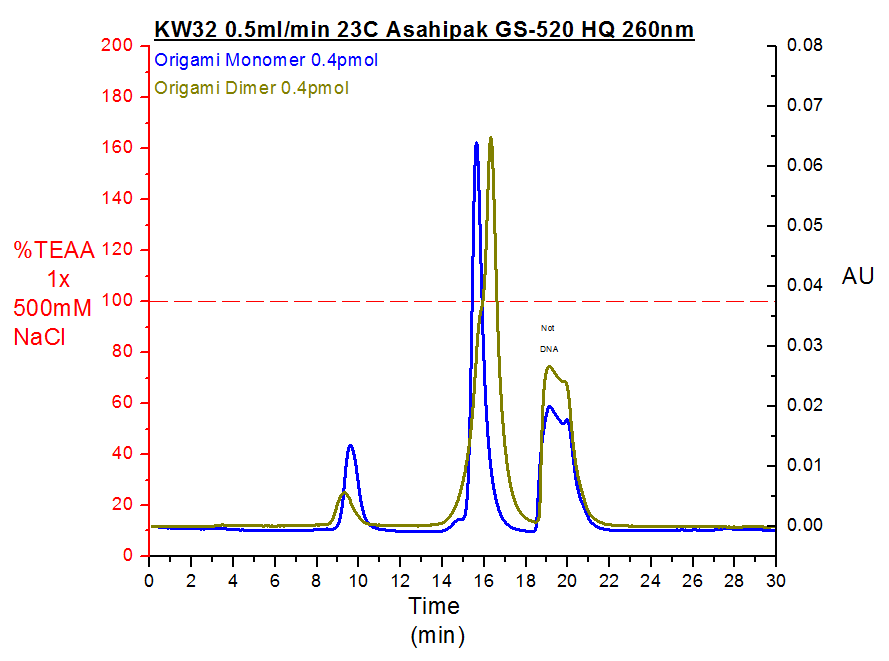 KW32 0.5ml/min 23C Asahipak GS-520 HQ 260nm
Origami Monomer 0.4pmol
Origami Dimer 0.4pmol
200
180
160
140
120
100
80
60
40
20
0
%TEAA
1x
500mM
NaCl
0.08
0.07
0.06
0.05
0.04
0.03
0.02
0.01
0.00
AU
Not
DNA
0 2 4 6 8 10 12 14 16 18 20 22 24 26 28 30
Time
(min)